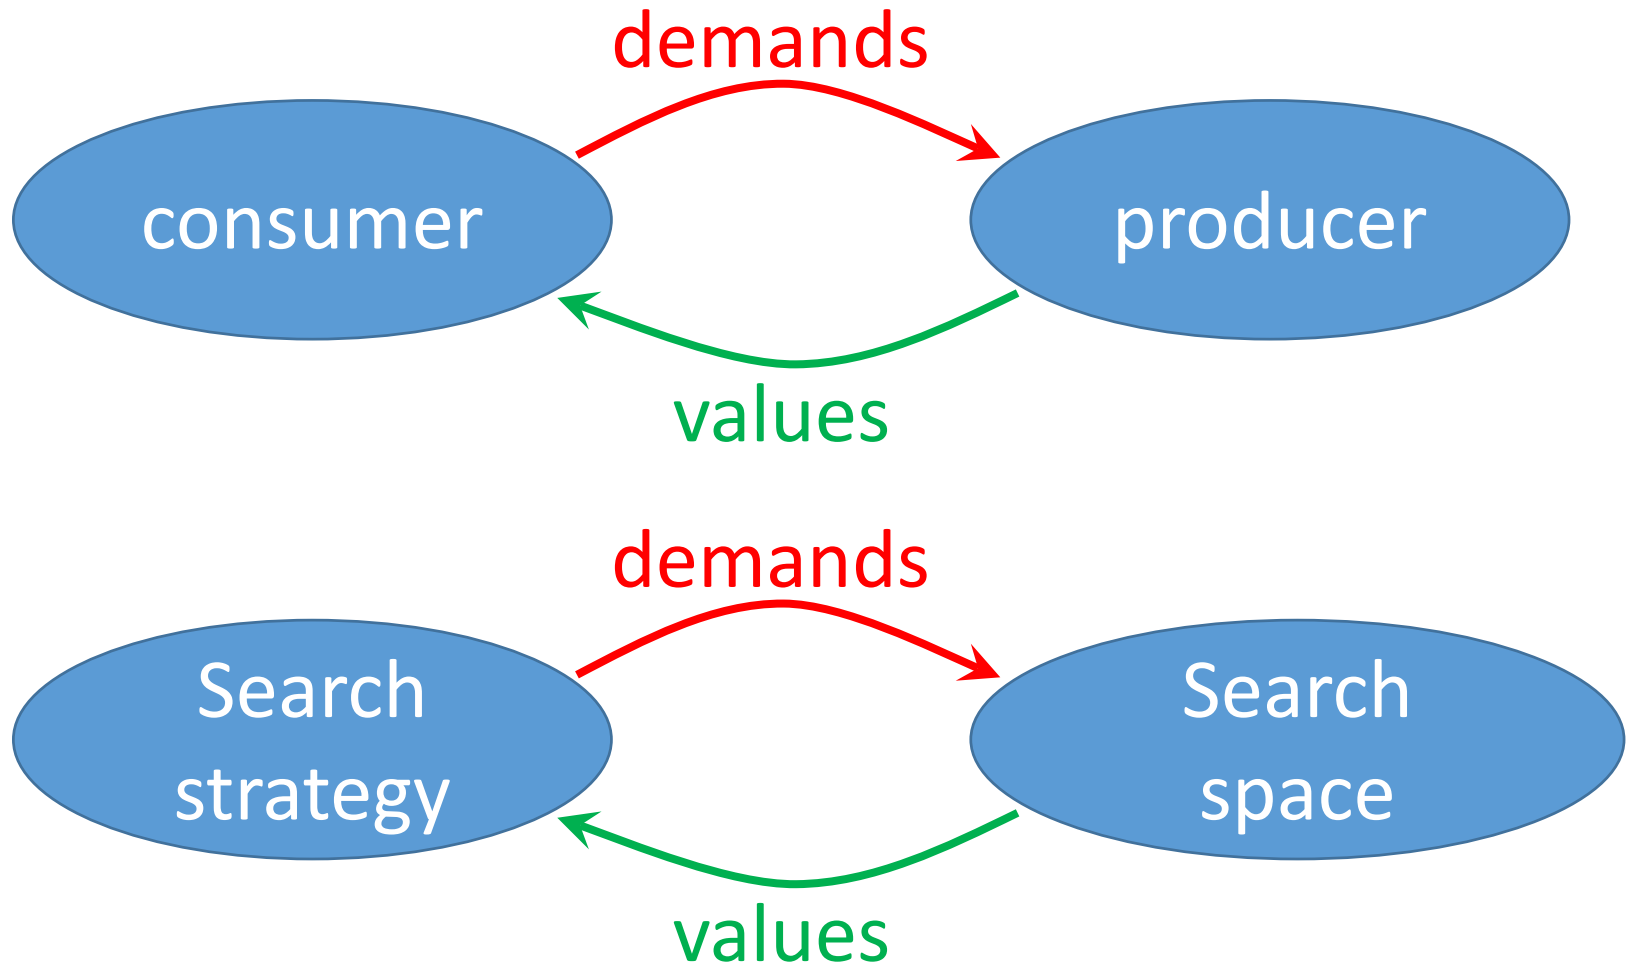 demands
consumer
producer
values
demands
Search
strategy
Search
space
values